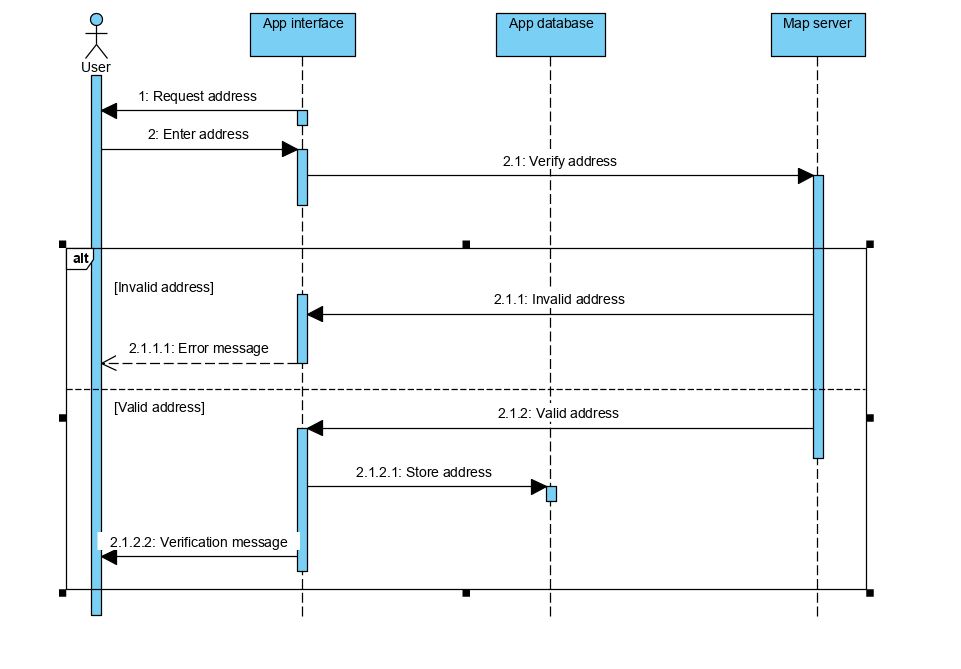 App interface
App database
Map server
User
1: Request address
2: Enter address
2.1: Verify address
alt
[Invalid address]
2.1.1: Invalid address
2.1.1.1: Error message
[Valid address]
2.1.2: Valid address
2.1.2.1: Store address
2.1.2.2: Verification message